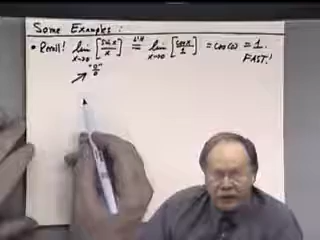 Some Examples:
• Recall! lim x→0 [sin x / x] L'H = lim x→0 [cos x / 1] = cos(0) = 1.
"0/0" FAST!